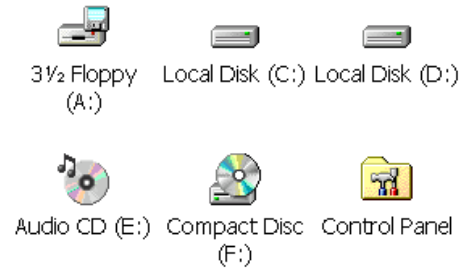 3½ Floppy (A:)
Local Disk (C:)
Local Disk (D:)
Audio CD (E:)
Compact Disc (F:)
Control Panel